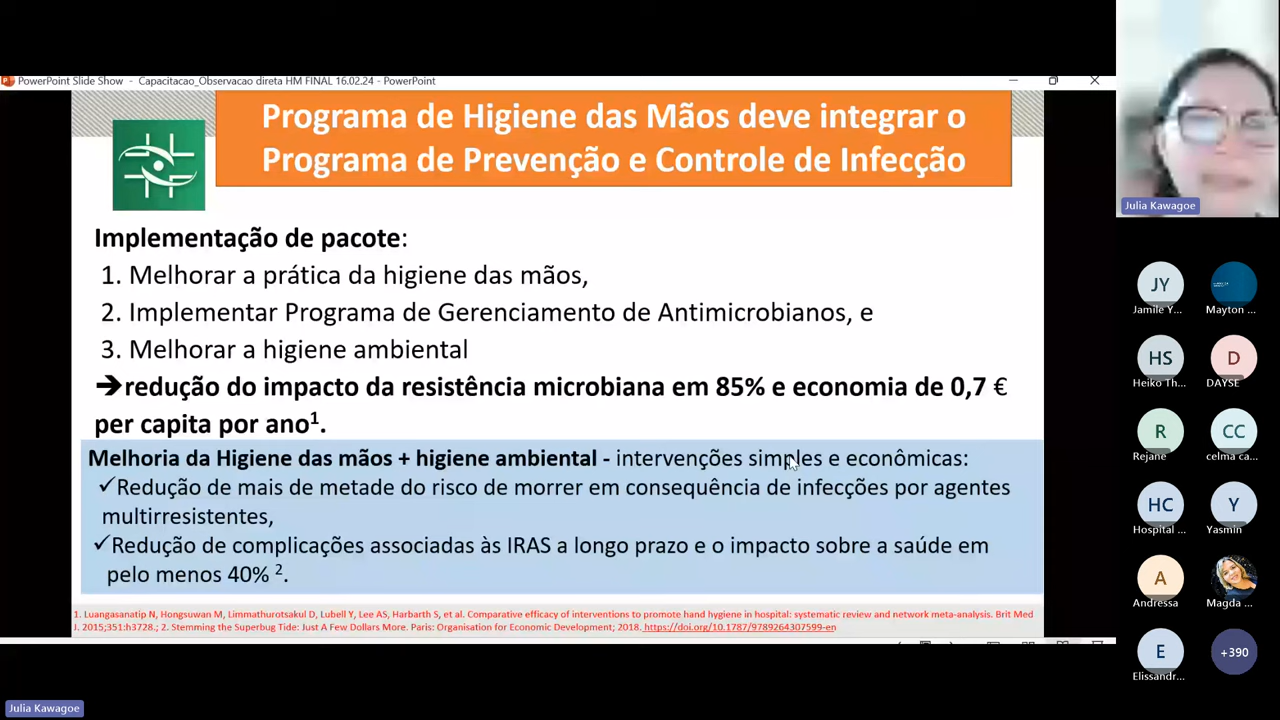 PowerPoint Slide Show - Capacitacao_Observacao direta HM FINAL 16.02.24 - PowerPoint
Programa de Higiene das Mãos deve integrar o
Programa de Prevenção e Controle de Infecção
Implementação de pacote:
1. Melhorar a prática da higiene das mãos,
2. Implementar Programa de Gerenciamento de Antimicrobianos, e
3. Melhorar a higiene ambiental
➔redução do impacto da resistência microbiana em 85% e economia de 0,7 €
per capita por ano¹.
Melhoria da Higiene das mãos + higiene ambiental - intervenções simples e econômicas:
✓Redução de mais de metade do risco de morrer em consequência de infecções por agentes
multirresistentes,
✓Redução de complicações associadas às IRAS a longo prazo e o impacto sobre a saúde em
pelo menos 40% ².
1. Luangasanatip N, Hongsuwan M, Limmathurotsakul D, Lubell Y, Lee AS, Harbarth S, et al. Comparative efficacy of interventions to promote hand hygiene in hospital: systematic review and network meta-analysis. Brit Med
J. 2015;351:h3728.; 2. Stemming the Superbug Tide: Just A Few Dollars More. Paris: Organisation for Economic Development; 2018. https://doi.org/10.1787/9789264307599-en
Julia Kawagoe
JY
Jamile Y...
Mayton ...
HS
Heiko Th...
D
DAYSE
R
Rejane
CC
celma ca...
HC
Hospital ...
Y
Yasmin
A
Andressa
Magda ...
E
Elissandr...
+390
Julia Kawagoe